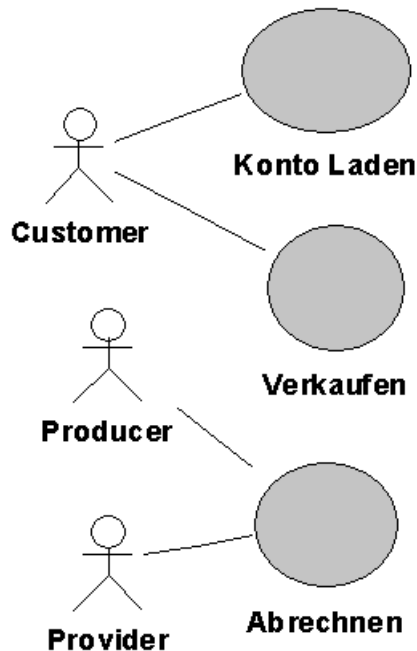 Konto Laden
Customer
Verkaufen
Producer
Abrechnen
Provider